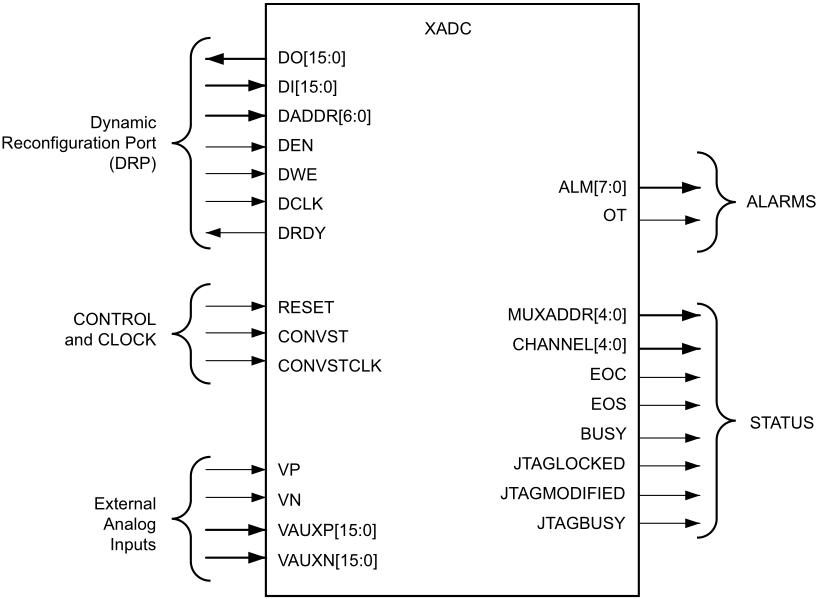 XADC
Dynamic
Reconfiguration Port
(DRP)
DO[15:0]
DI[15:0]
DADDR[6:0]
DEN
DWE
DCLK
DRDY
CONTROL
and CLOCK
RESET
CONVST
CONVSTCLK
External
Analog
Inputs
VP
VN
VAUXP[15:0]
VAUXN[15:0]
ALM[7:0]
OT
ALARMS
MUXADDR[4:0]
CHANNEL[4:0]
EOC
EOS
BUSY
JTAGLOCKED
JTAGMODIFIED
JTAGBUSY
STATUS